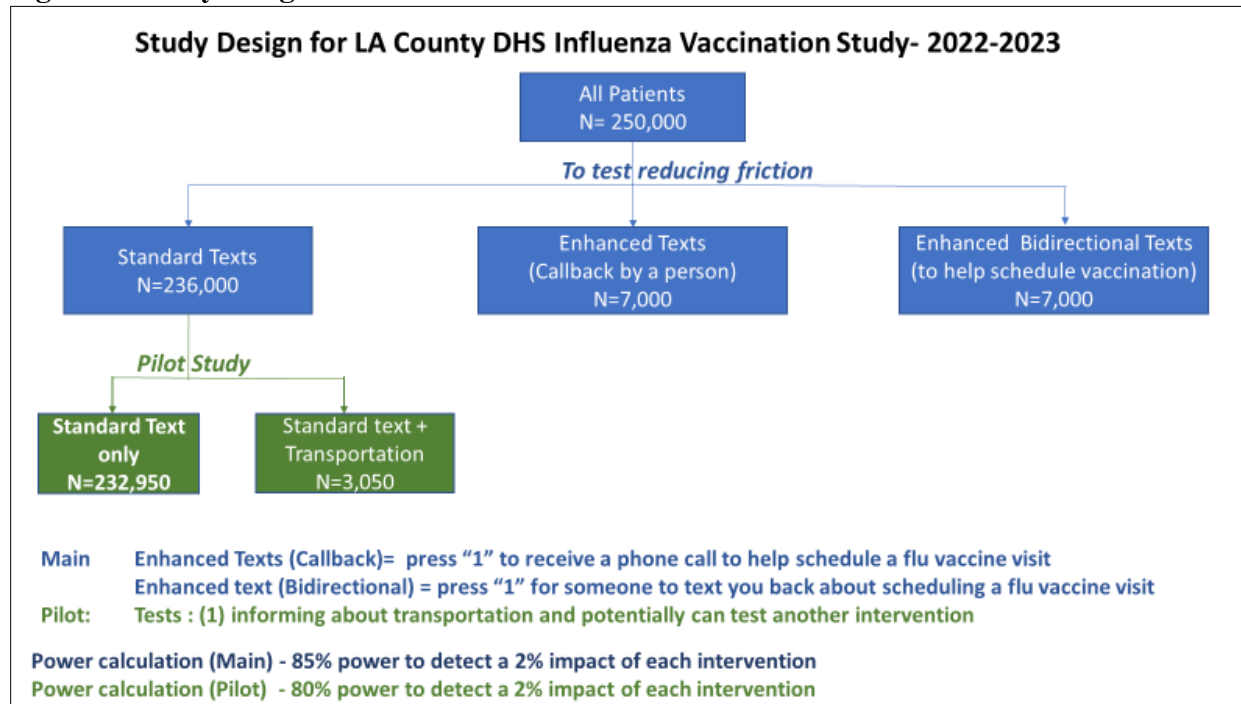 Study Design for LA County DHS Influenza Vaccination Study- 2022-2023
All Patients
N= 250,000
To test reducing friction
Standard Texts
N=236,000
Enhanced Texts
(Callback by a person)
N=7,000
Enhanced Bidirectional Texts
(to help schedule vaccination)
N=7,000
Pilot Study
Standard Text
only
N=232,950
Standard text +
Transportation
N=3,050
Main Enhanced Texts (Callback)= press “1” to receive a phone call to help schedule a flu vaccine visit
Enhanced text (Bidirectional) = press “1” for someone to text you back about scheduling a flu vaccine visit
Pilot: Tests : (1) informing about transportation and potentially can test another intervention
Power calculation (Main) - 85% power to detect a 2% impact of each intervention
Power calculation (Pilot) - 80% power to detect a 2% impact of each intervention